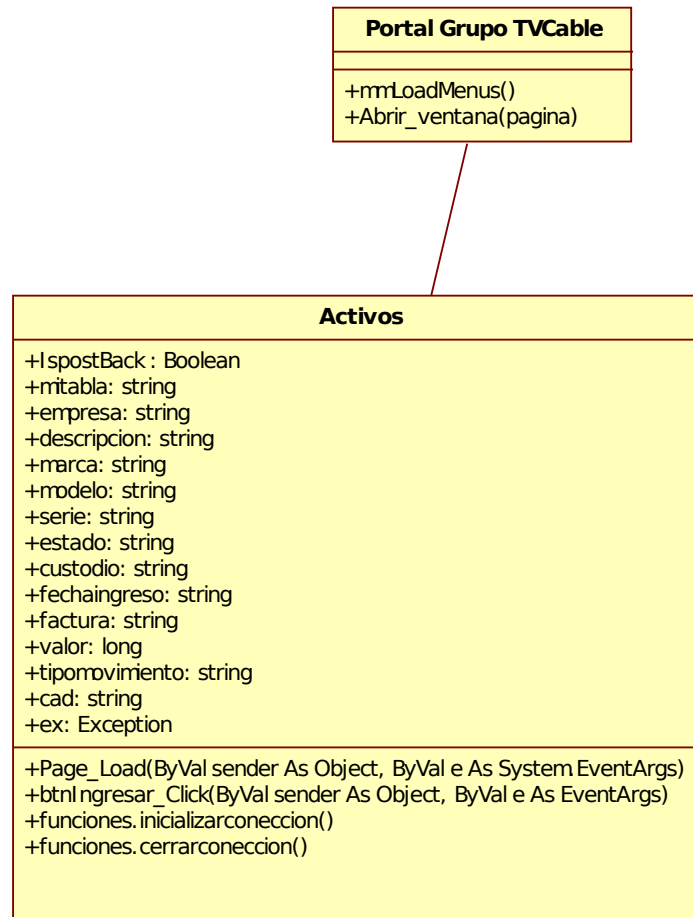 Portal Grupo TVCable
+mmLoadMenus()
+Abrir_ventana(pagina)
Activos
+IspostBack : Boolean
+mitabla: string
+empresa: string
+descripcion: string
+marca: string
+modelo: string
+serie: string
+estado: string
+custodio: string
+fechaingreso: string
+factura: string
+valor: long
+tipomovimiento: string
+cad: string
+ex: Exception
+Page_Load(ByVal sender As Object, ByVal e As System.EventArgs)
+btnIngresar_Click(ByVal sender As Object, ByVal e As EventArgs)
+funciones.inicializarconeccion()
+funciones.cerrarconeccion()